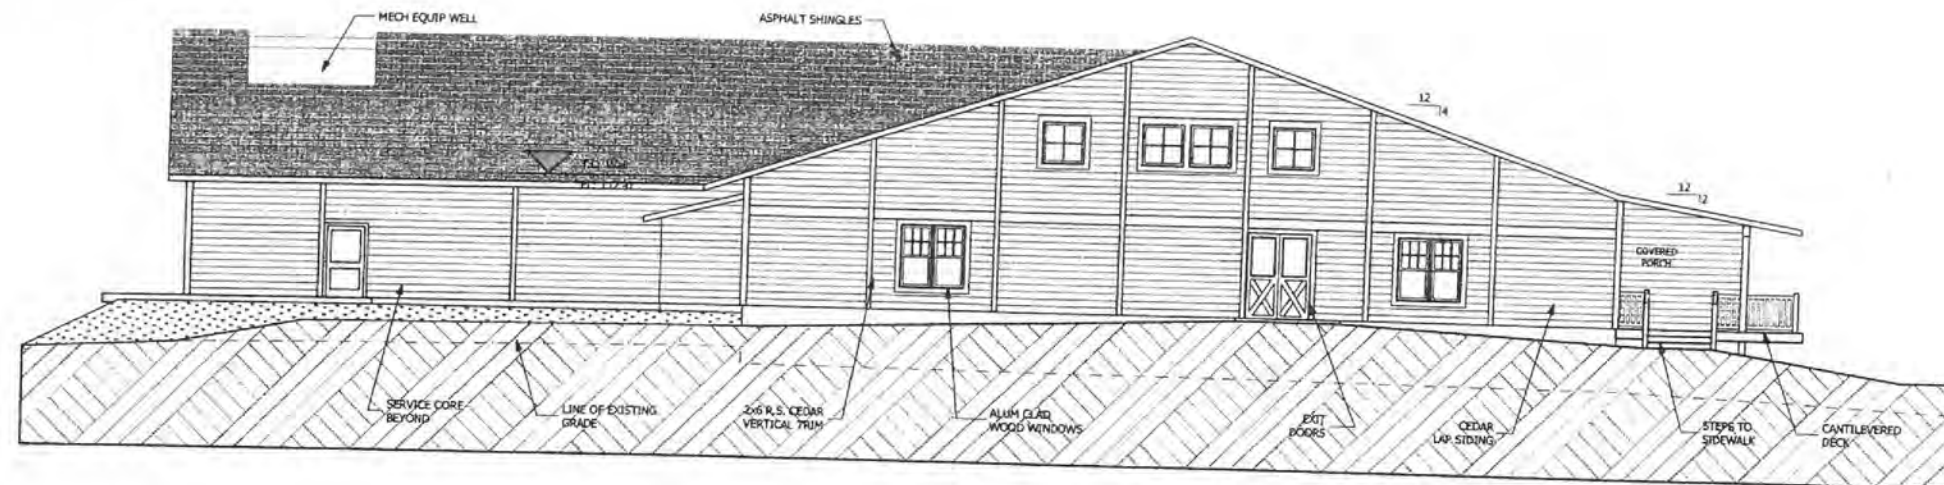 MECH EQUIP WELL
ASPHALT SHINGLES
12
4
12
2
COVERED
PORCH
SERVICE CORE
BEYOND
LINE OF EXISTING
GRADE
2x6 R.S. CEDAR
VERTICAL TRIM
ALUM CLAD
WOOD WINDOWS
EXIT
DOORS
CEDAR
LAP SIDING
STEPS TO
SIDEWALK
CANTILEVERED
DECK